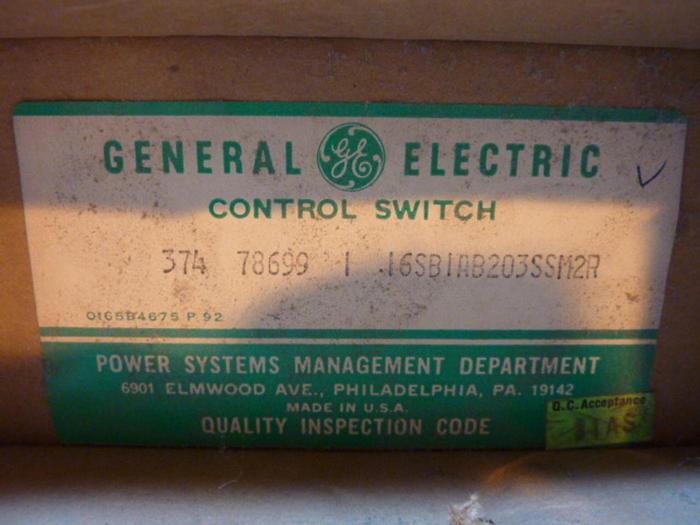 GENERAL GE ELECTRIC
CONTROL SWITCH
374 78699 1 16SB1AB203SSM2R
0165B4675 P.92
POWER SYSTEMS MANAGEMENT DEPARTMENT
6901 ELMWOOD AVE., PHILADELPHIA, PA. 19142
MADE IN U.S.A.
QUALITY INSPECTION CODE
Q.C. Acceptance